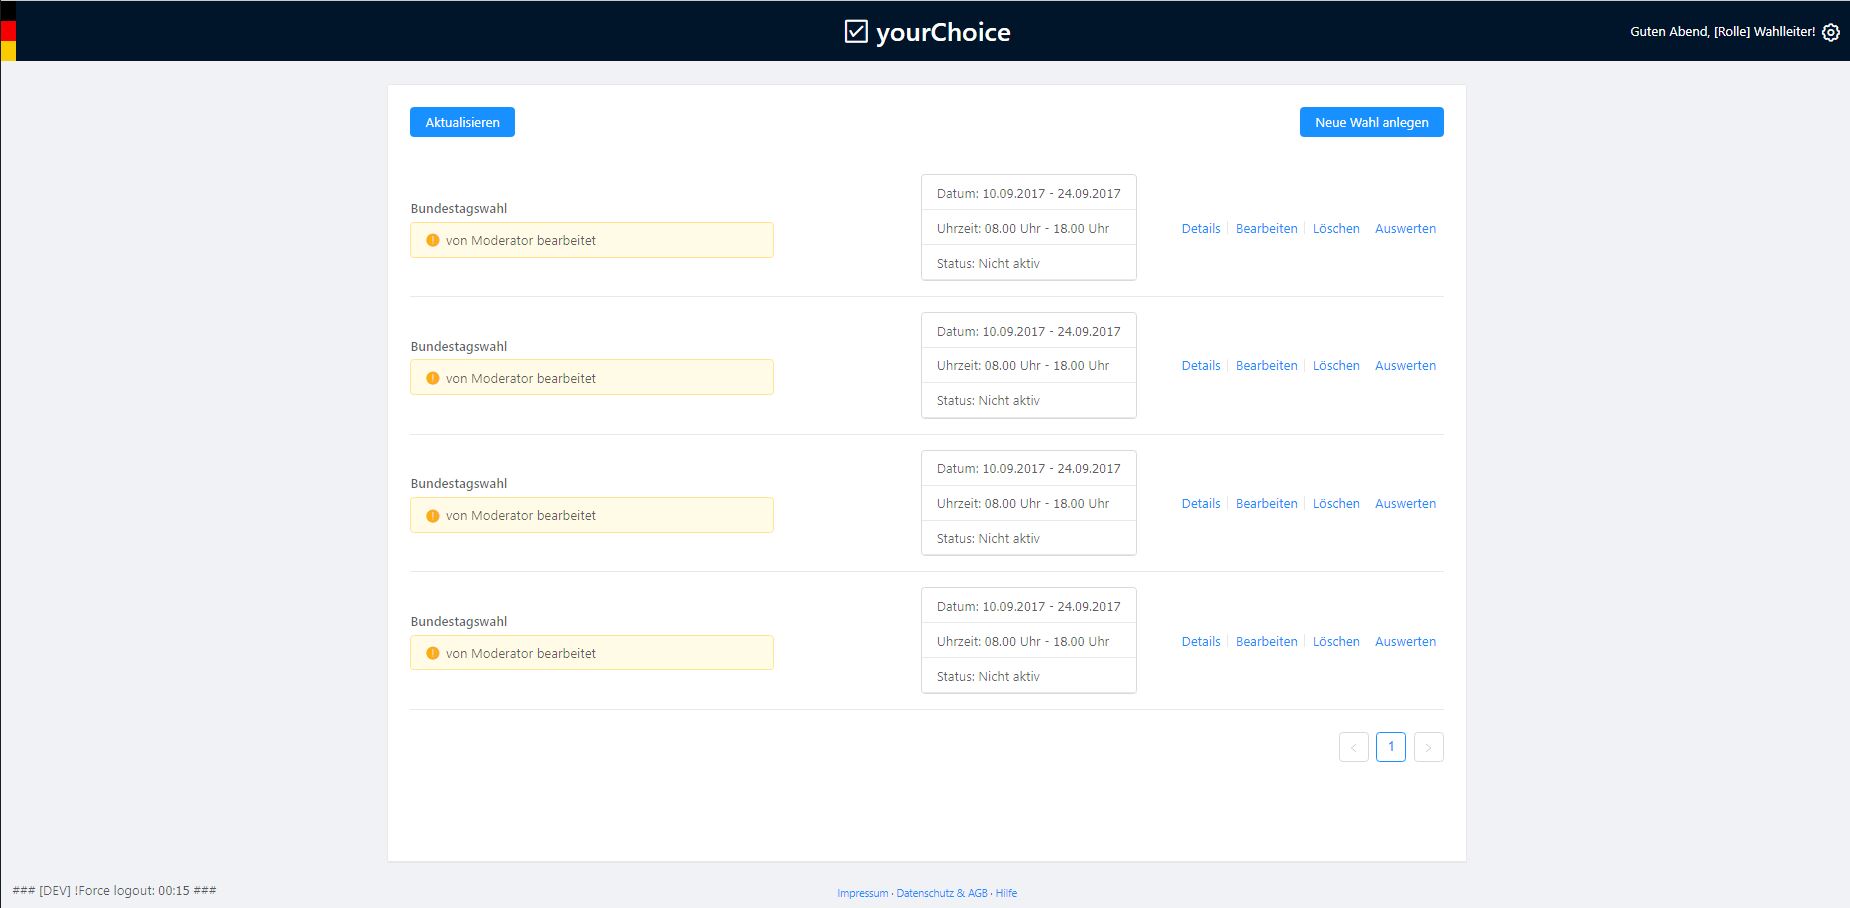 yourChoice
Guten Abend, [Rolle] Wahlleiter!
Aktualisieren
Neue Wahl anlegen
Bundestagswahl
von Moderator bearbeitet
Datum: 10.09.2017 - 24.09.2017
Uhrzeit: 08.00 Uhr - 18.00 Uhr
Status: Nicht aktiv
Details Bearbeiten Löschen Auswerten
Bundestagswahl
von Moderator bearbeitet
Datum: 10.09.2017 - 24.09.2017
Uhrzeit: 08.00 Uhr - 18.00 Uhr
Status: Nicht aktiv
Details Bearbeiten Löschen Auswerten
Bundestagswahl
von Moderator bearbeitet
Datum: 10.09.2017 - 24.09.2017
Uhrzeit: 08.00 Uhr - 18.00 Uhr
Status: Nicht aktiv
Details Bearbeiten Löschen Auswerten
Bundestagswahl
von Moderator bearbeitet
Datum: 10.09.2017 - 24.09.2017
Uhrzeit: 08.00 Uhr - 18.00 Uhr
Status: Nicht aktiv
Details Bearbeiten Löschen Auswerten
< 1 >
### [DEV] !Force logout: 00:15 ###
Impressum · Datenschutz & AGB · Hilfe